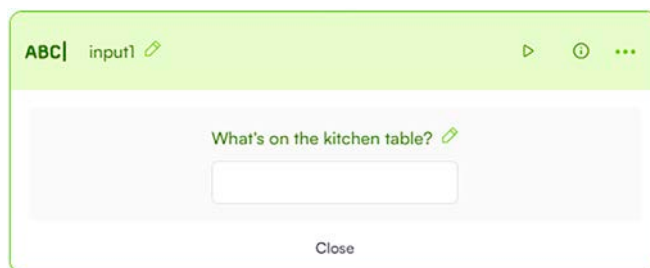 ABC| input1
What's on the kitchen table?
Close